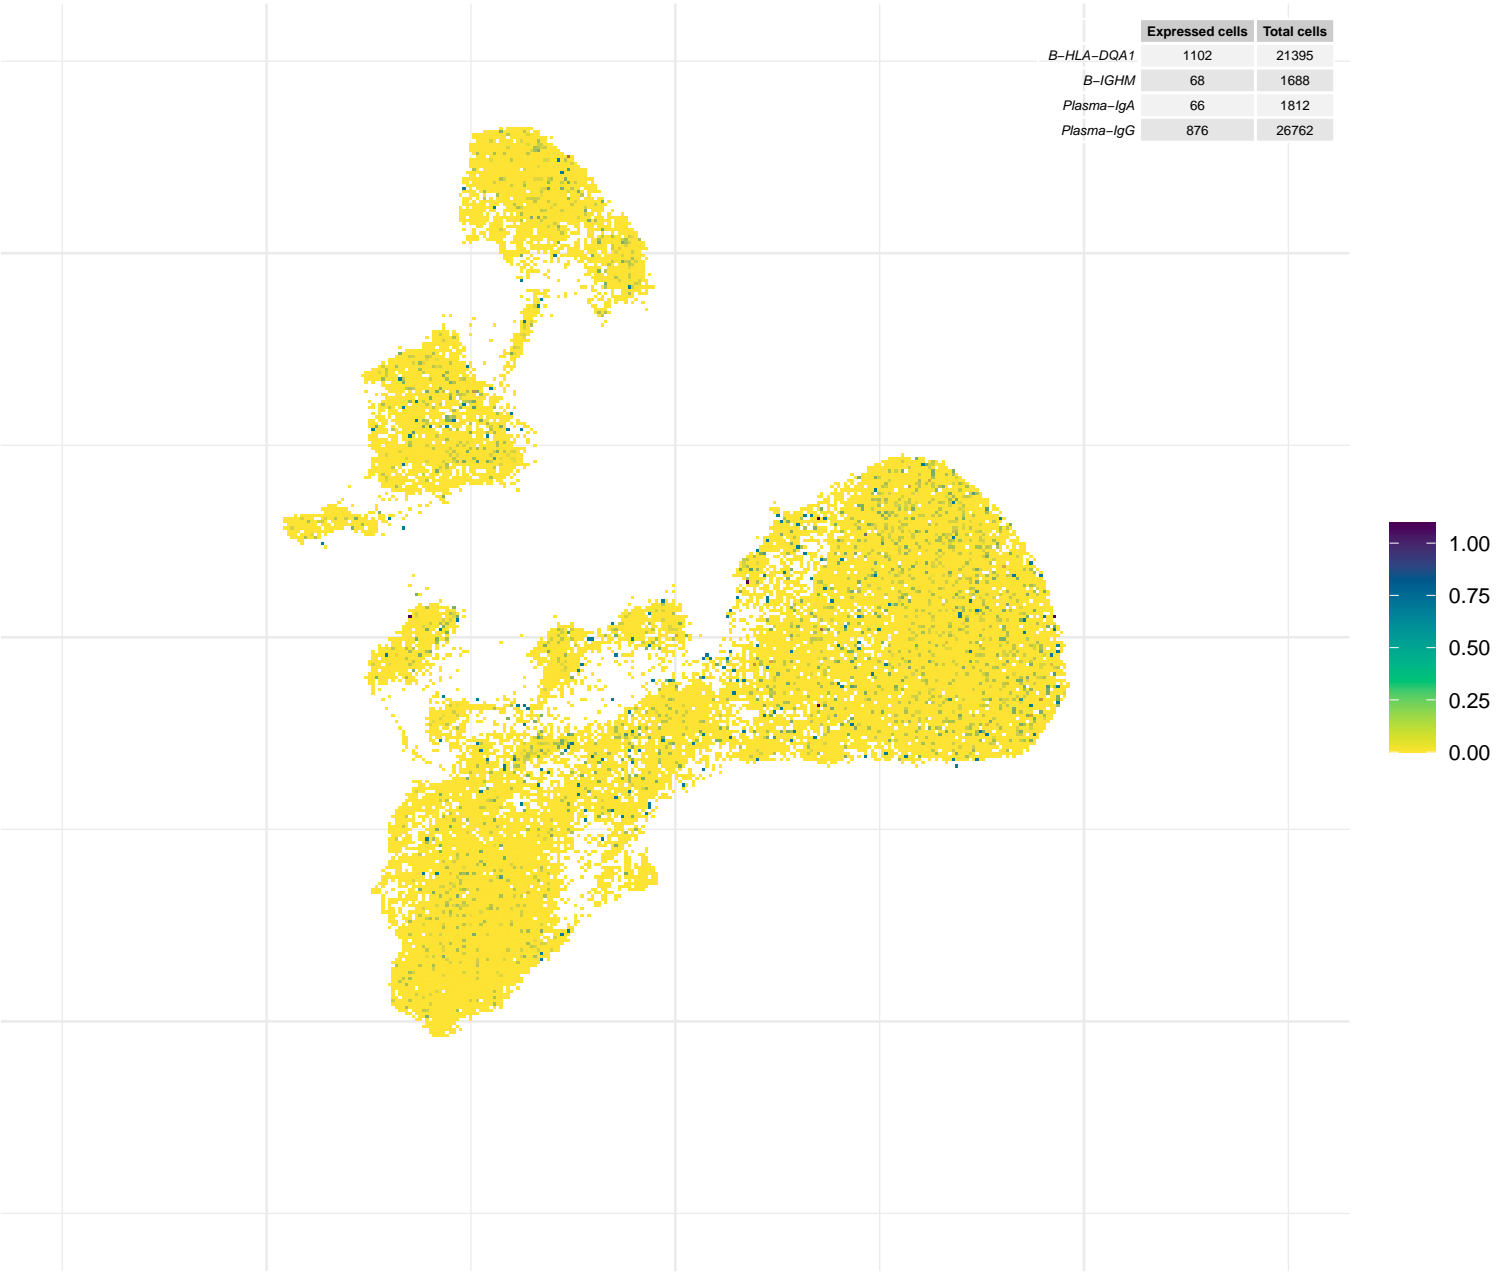 Expressed cells Total cells
B−HLA−DQA1 1102 21395
B−IGHM 68 1688
Plasma−IgA 66 1812
Plasma−IgG 876 26762
1.00
0.75
0.50
0.25
0.00